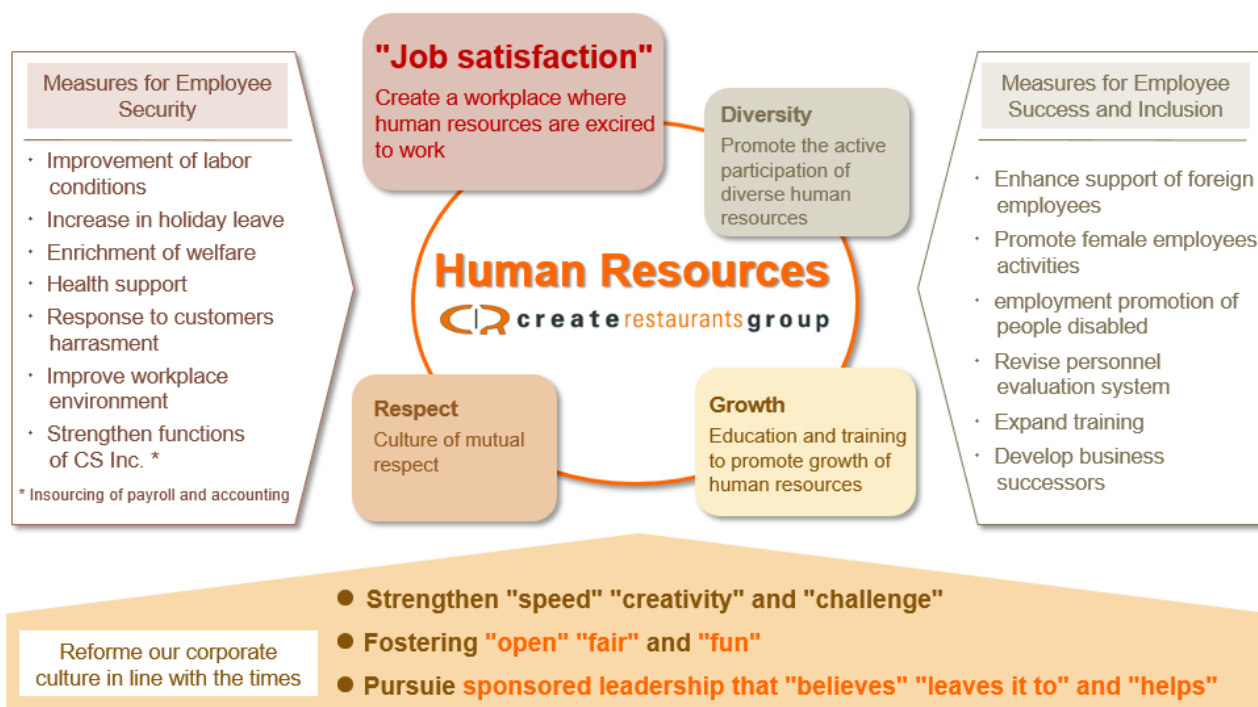 Measures for Employee
Security
・ Improvement of labor
conditions
・ Increase in holiday leave
・ Enrichment of welfare
・ Health support
・ Response to customers
harrasment
・ Improve workplace
environment
・ Strengthen functions
of CS Inc. *
* Insourcing of payroll and accounting
"Job satisfaction"
Create a workplace where
human resources are excired
to work
Diversity
Promote the active
participation of
diverse human
resources
Human Resources
CR create restaurants group
Respect
Culture of mutual
respect
Growth
Education and training
to promote growth of
human resources
Measures for Employee
Success and Inclusion
・ Enhance support of foreign
employees
・ Promote female employees
activities
・ employment promotion of
people disabled
・ Revise personnel
evaluation system
・ Expand training
・ Develop business
successors
Reforme our corporate
culture in line with the times
● Strengthen "speed" "creativity" and "challenge"
● Fostering "open" "fair" and "fun"
● Pursuie sponsored leadership that "believes" "leaves it to" and "helps"